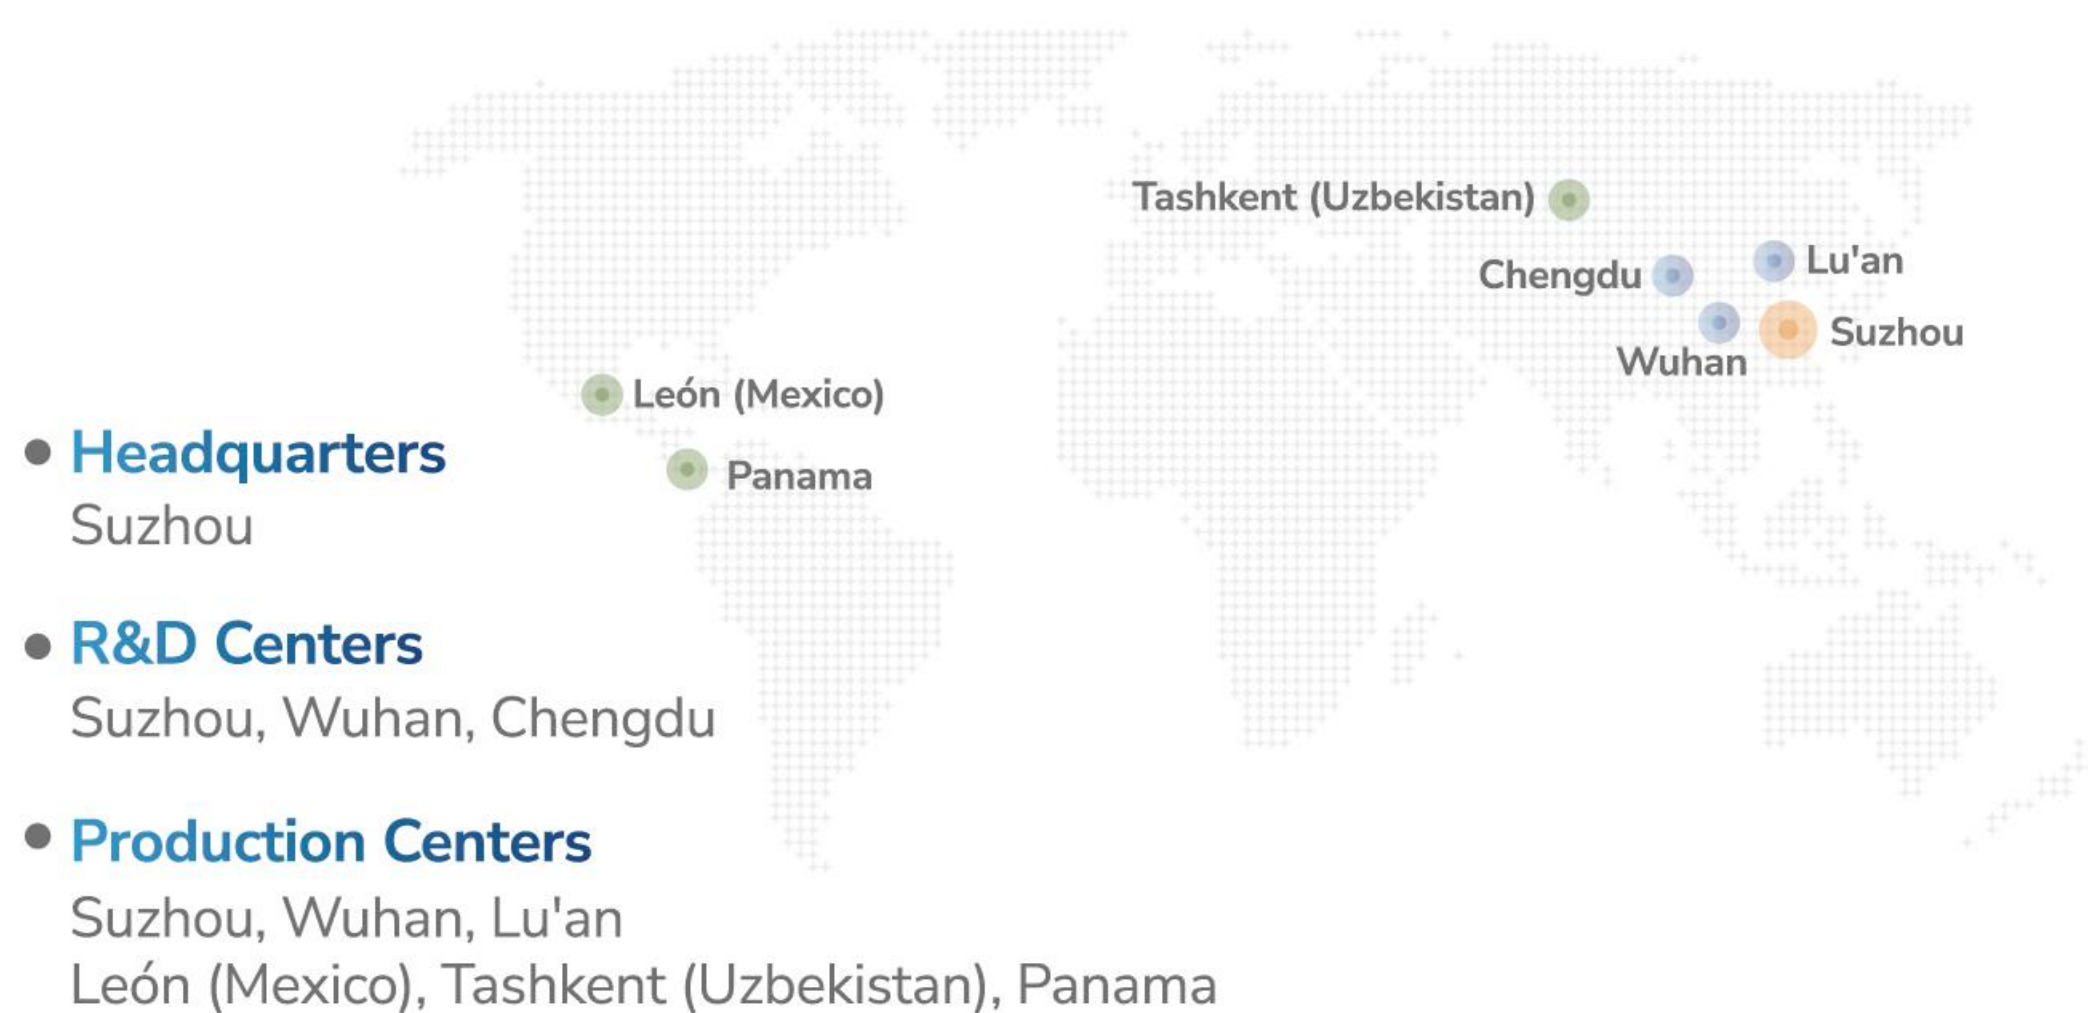 Tashkent (Uzbekistan)
Chengdu
Lu'an
Wuhan
Suzhou
León (Mexico)
Panama
Headquarters
Suzhou
R&D Centers
Suzhou, Wuhan, Chengdu
Production Centers
Suzhou, Wuhan, Lu'an
León (Mexico), Tashkent (Uzbekistan), Panama